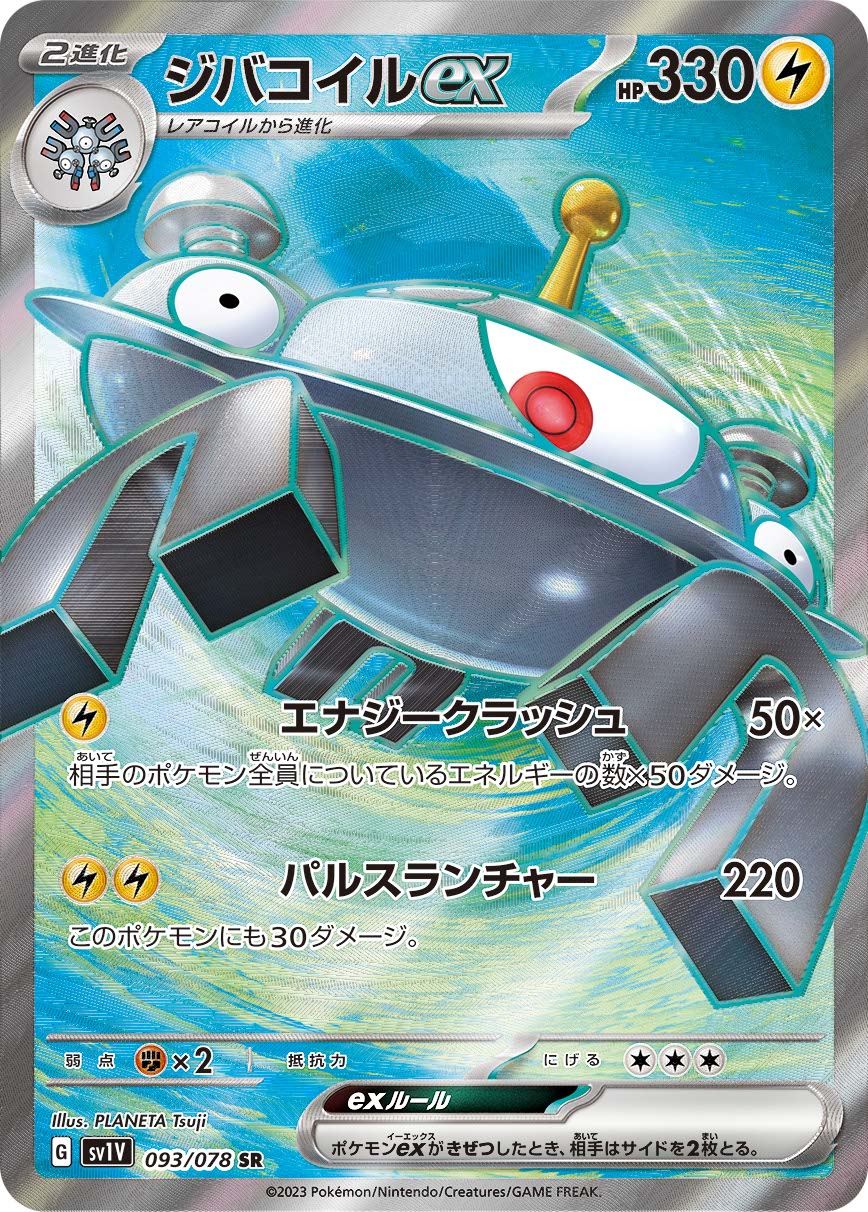 2進化 ジバコイルex HP330
レアコイルから進化
エナジークラッシュ 50×
相手のポケモン全員についているエネルギーの数×50ダメージ。
パルスランチャー 220
このポケモンにも30ダメージ。
弱点 ×2 抵抗力 にげる
exルール
ポケモンexがきぜつしたとき、相手はサイドを2枚とる。
Illus. PLANETA Tsuji
G sv1V 093/078 SR
©2023 Pokémon/Nintendo/Creatures/GAME FREAK.